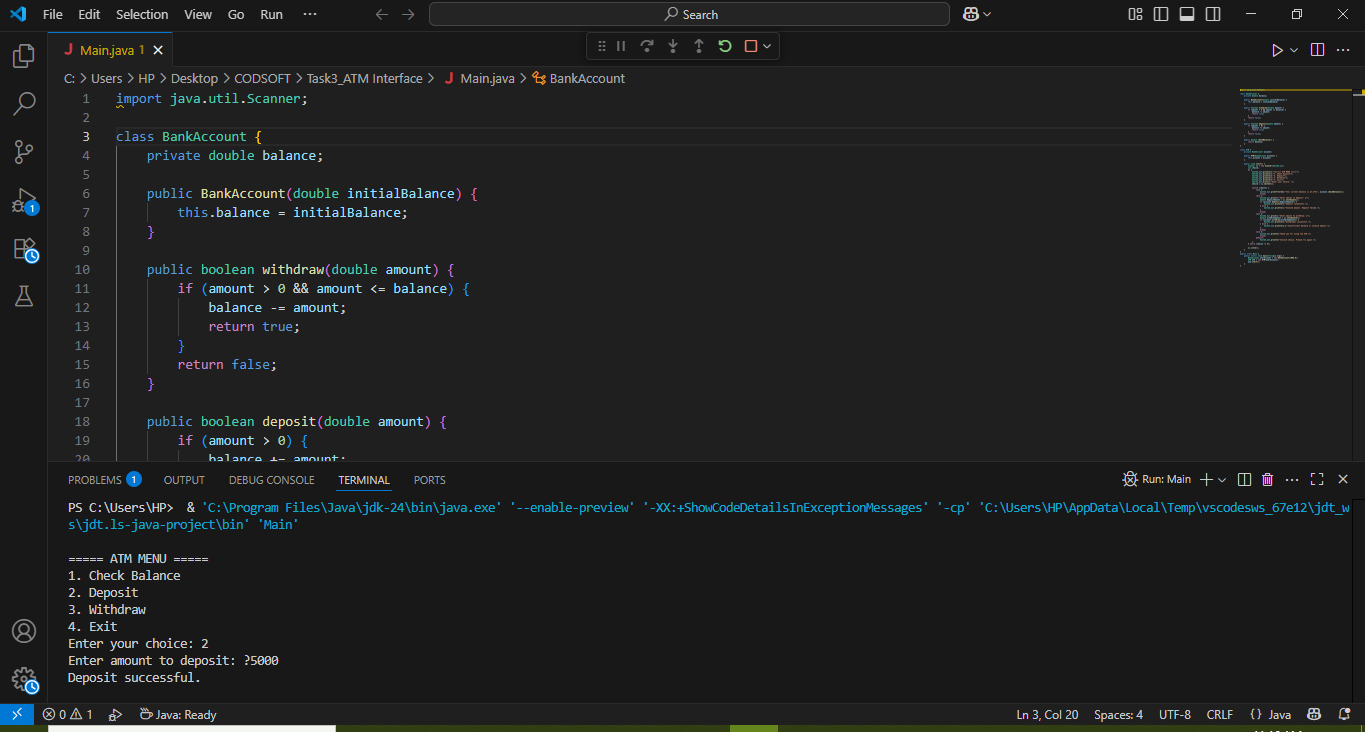 File Edit Selection View Go Run ··· Search
Main.java 1
C: > Users > HP > Desktop > CODSOFT > Task3_ATM Interface > Main.java > BankAccount
1 import java.util.Scanner;
2
3 class BankAccount {
4 private double balance;
5
6 public BankAccount(double initialBalance) {
7 this.balance = initialBalance;
8 }
9
10 public boolean withdraw(double amount) {
11 if (amount > 0 && amount <= balance) {
12 balance -= amount;
13 return true;
14 }
15 return false;
16 }
17
18 public boolean deposit(double amount) {
19 if (amount > 0) {
20 balance += amount;
PROBLEMS 1 OUTPUT DEBUG CONSOLE TERMINAL PORTS Run: Main
PS C:\Users\HP> & 'C:\Program Files\Java\jdk-24\bin\java.exe' '--enable-preview' '-XX:+ShowCodeDetailsInExceptionMessages' '-cp' 'C:\Users\HP\AppData\Local\Temp\vscodesws_67e12\jdt_w
s\jdt.ls-java-project\bin' 'Main'
===== ATM MENU =====
1. Check Balance
2. Deposit
3. Withdraw
4. Exit
Enter your choice: 2
Enter amount to deposit: ?5000
Deposit successful.
0 1 Java: Ready Ln 3, Col 20 Spaces: 4 UTF-8 CRLF {} Java